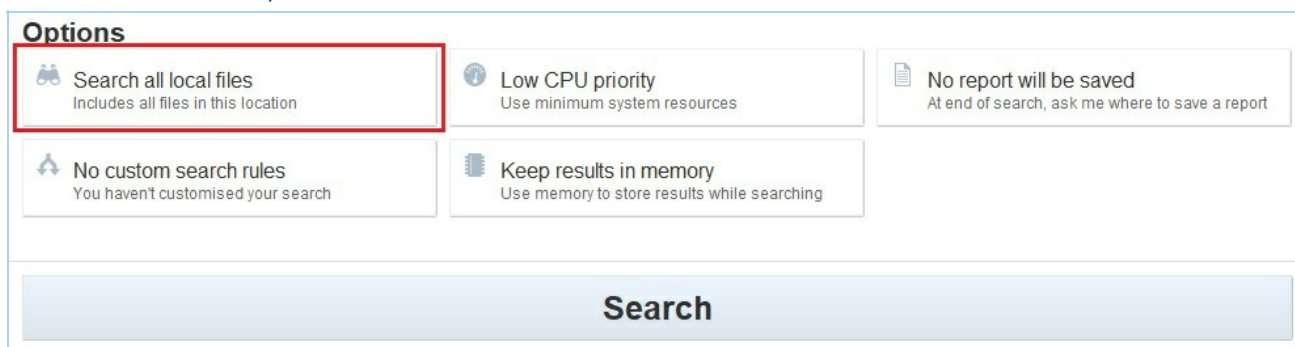 Options
Search all local files
Includes all files in this location
Low CPU priority
Use minimum system resources
No report will be saved
At end of search, ask me where to save a report
No custom search rules
You haven't customised your search
Keep results in memory
Use memory to store results while searching
Search